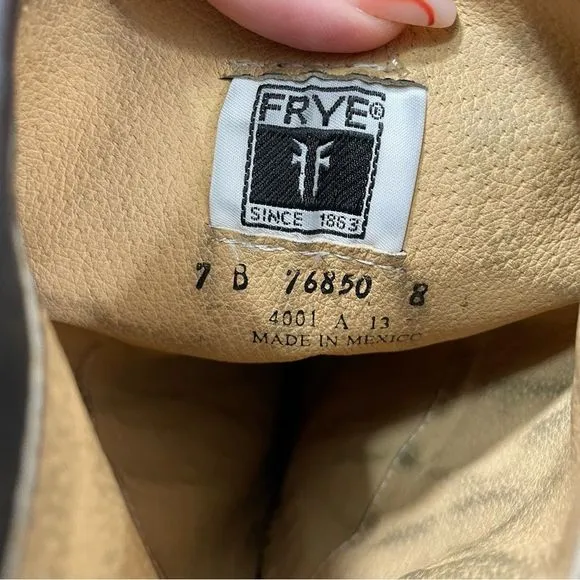 FRYE®
SINCE 1863
7 B 76850 8
4001 A 13
MADE IN MEXICO